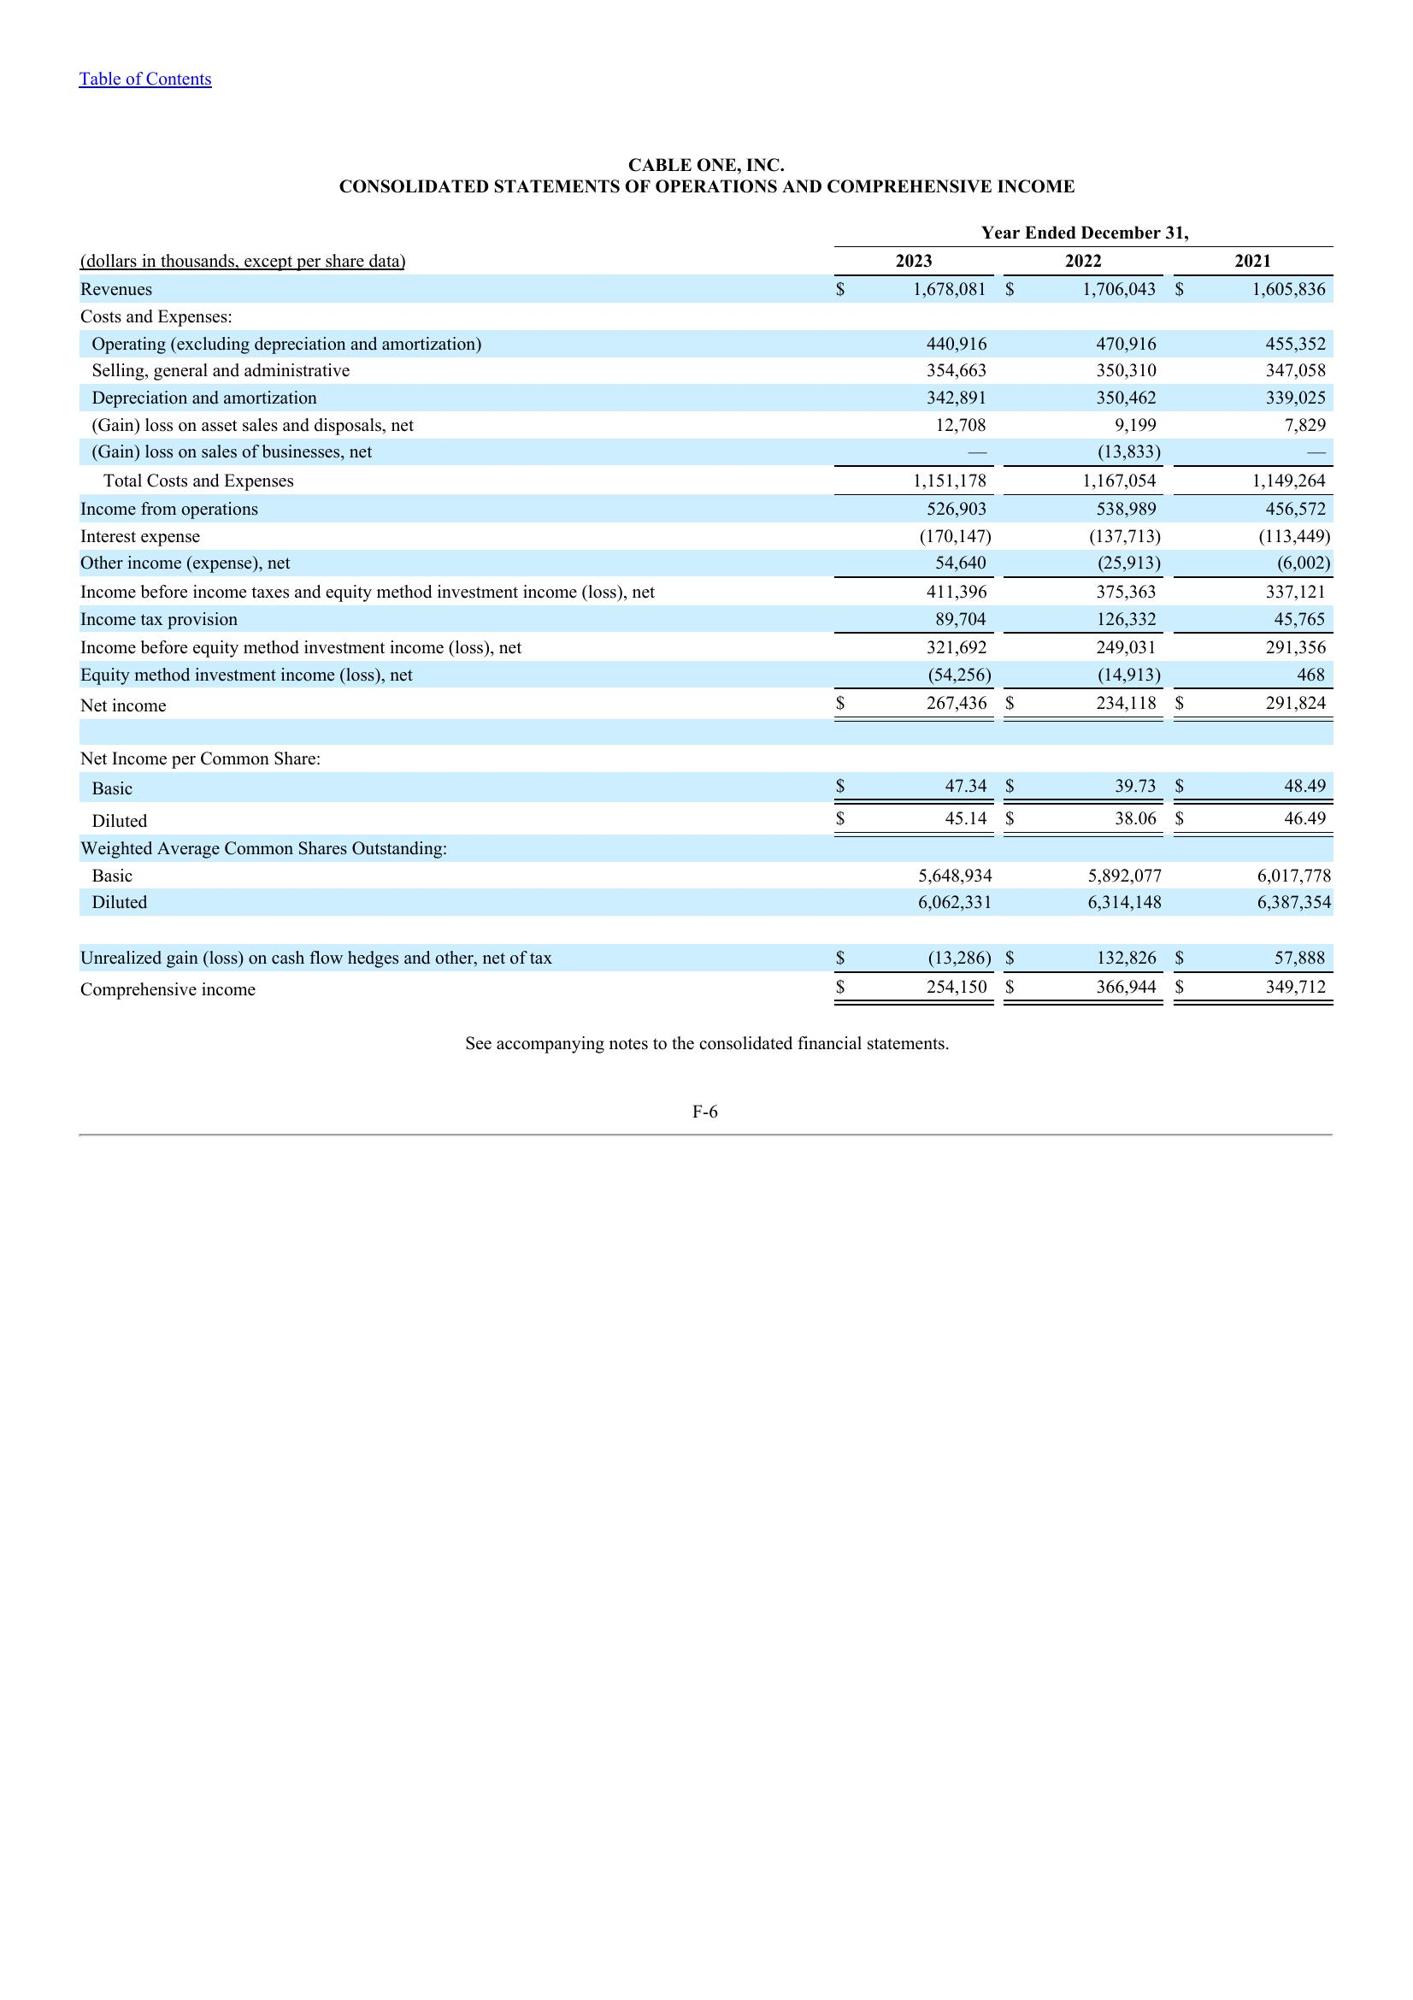 Table of Contents
CABLE ONE, INC.
CONSOLIDATED STATEMENTS OF OPERATIONS AND COMPREHENSIVE INCOME
Year Ended December 31,
(dollars in thousands, except per share data) 2023 2022 2021
Revenues $ 1,678,081 $ 1,706,043 $ 1,605,836
Costs and Expenses:
Operating (excluding depreciation and amortization) 440,916 470,916 455,352
Selling, general and administrative 354,663 350,310 347,058
Depreciation and amortization 342,891 350,462 339,025
(Gain) loss on asset sales and disposals, net 12,708 9,199 7,829
(Gain) loss on sales of businesses, net — (13,833) —
Total Costs and Expenses 1,151,178 1,167,054 1,149,264
Income from operations 526,903 538,989 456,572
Interest expense (170,147) (137,713) (113,449)
Other income (expense), net 54,640 (25,913) (6,002)
Income before income taxes and equity method investment income (loss), net 411,396 375,363 337,121
Income tax provision 89,704 126,332 45,765
Income before equity method investment income (loss), net 321,692 249,031 291,356
Equity method investment income (loss), net (54,256) (14,913) 468
Net income $ 267,436 $ 234,118 $ 291,824
Net Income per Common Share:
Basic $ 47.34 $ 39.73 $ 48.49
Diluted $ 45.14 $ 38.06 $ 46.49
Weighted Average Common Shares Outstanding:
Basic 5,648,934 5,892,077 6,017,778
Diluted 6,062,331 6,314,148 6,387,354
Unrealized gain (loss) on cash flow hedges and other, net of tax $ (13,286) $ 132,826 $ 57,888
Comprehensive income $ 254,150 $ 366,944 $ 349,712
See accompanying notes to the consolidated financial statements.
F-6